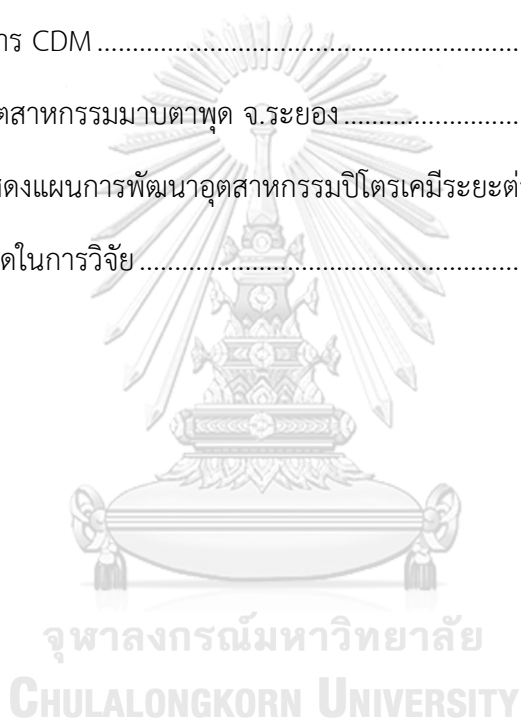 าร CDM ........................................................
ตสาหกรรมมาบตาพุด จ.ระยอง ........................
สดงแผนการพัฒนาอุตสาหกรรมปิโตรเคมีระยะต่
ดในการวิจัย ..................................................
จุฬาลงกรณ์มหาวิทยาลัย
CHULALONGKORN UNIVERSITY